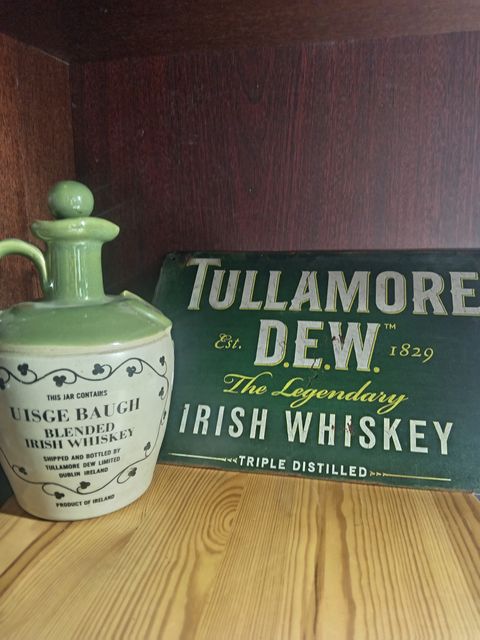 THIS JAR CONTAINS
UISGE BAUGH
BLENDED
IRISH WHISKEY
SHIPPED AND BOTTLED BY
TULLAMORE DEW LIMITED
DUBLIN IRELAND
PRODUCT OF IRELAND
TULLAMORE
D.E.W.™
Est. 1829
The Legendary
IRISH WHISKEY
TRIPLE DISTILLED